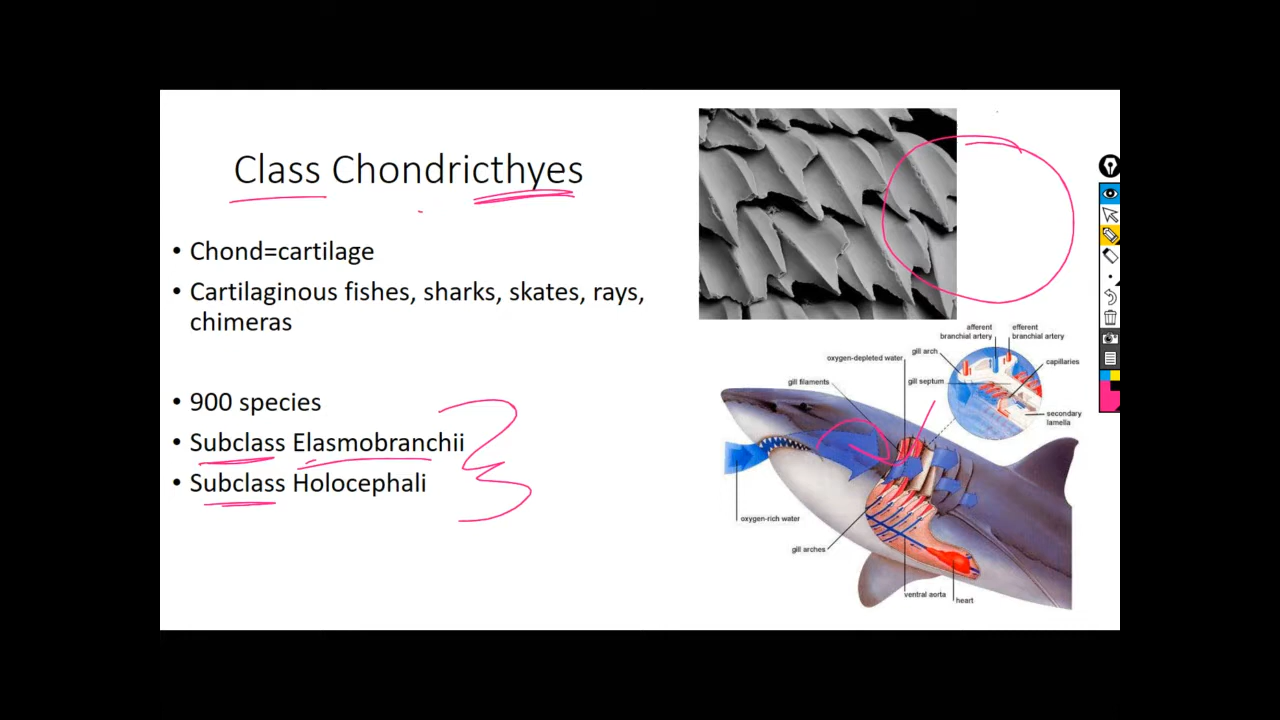 Class Chondricthyes
• Chond=cartilage
• Cartilaginous fishes, sharks, skates, rays,
chimeras
• 900 species
• Subclass Elasmobranchii
• Subclass Holocephali
afferent
branchial artery
efferent
branchial artery
gill arch
capillaries
oxygen-depleted water
gill filaments
gill septum
secondary
lamella
oxygen-rich water
gill arches
ventral aorta
heart